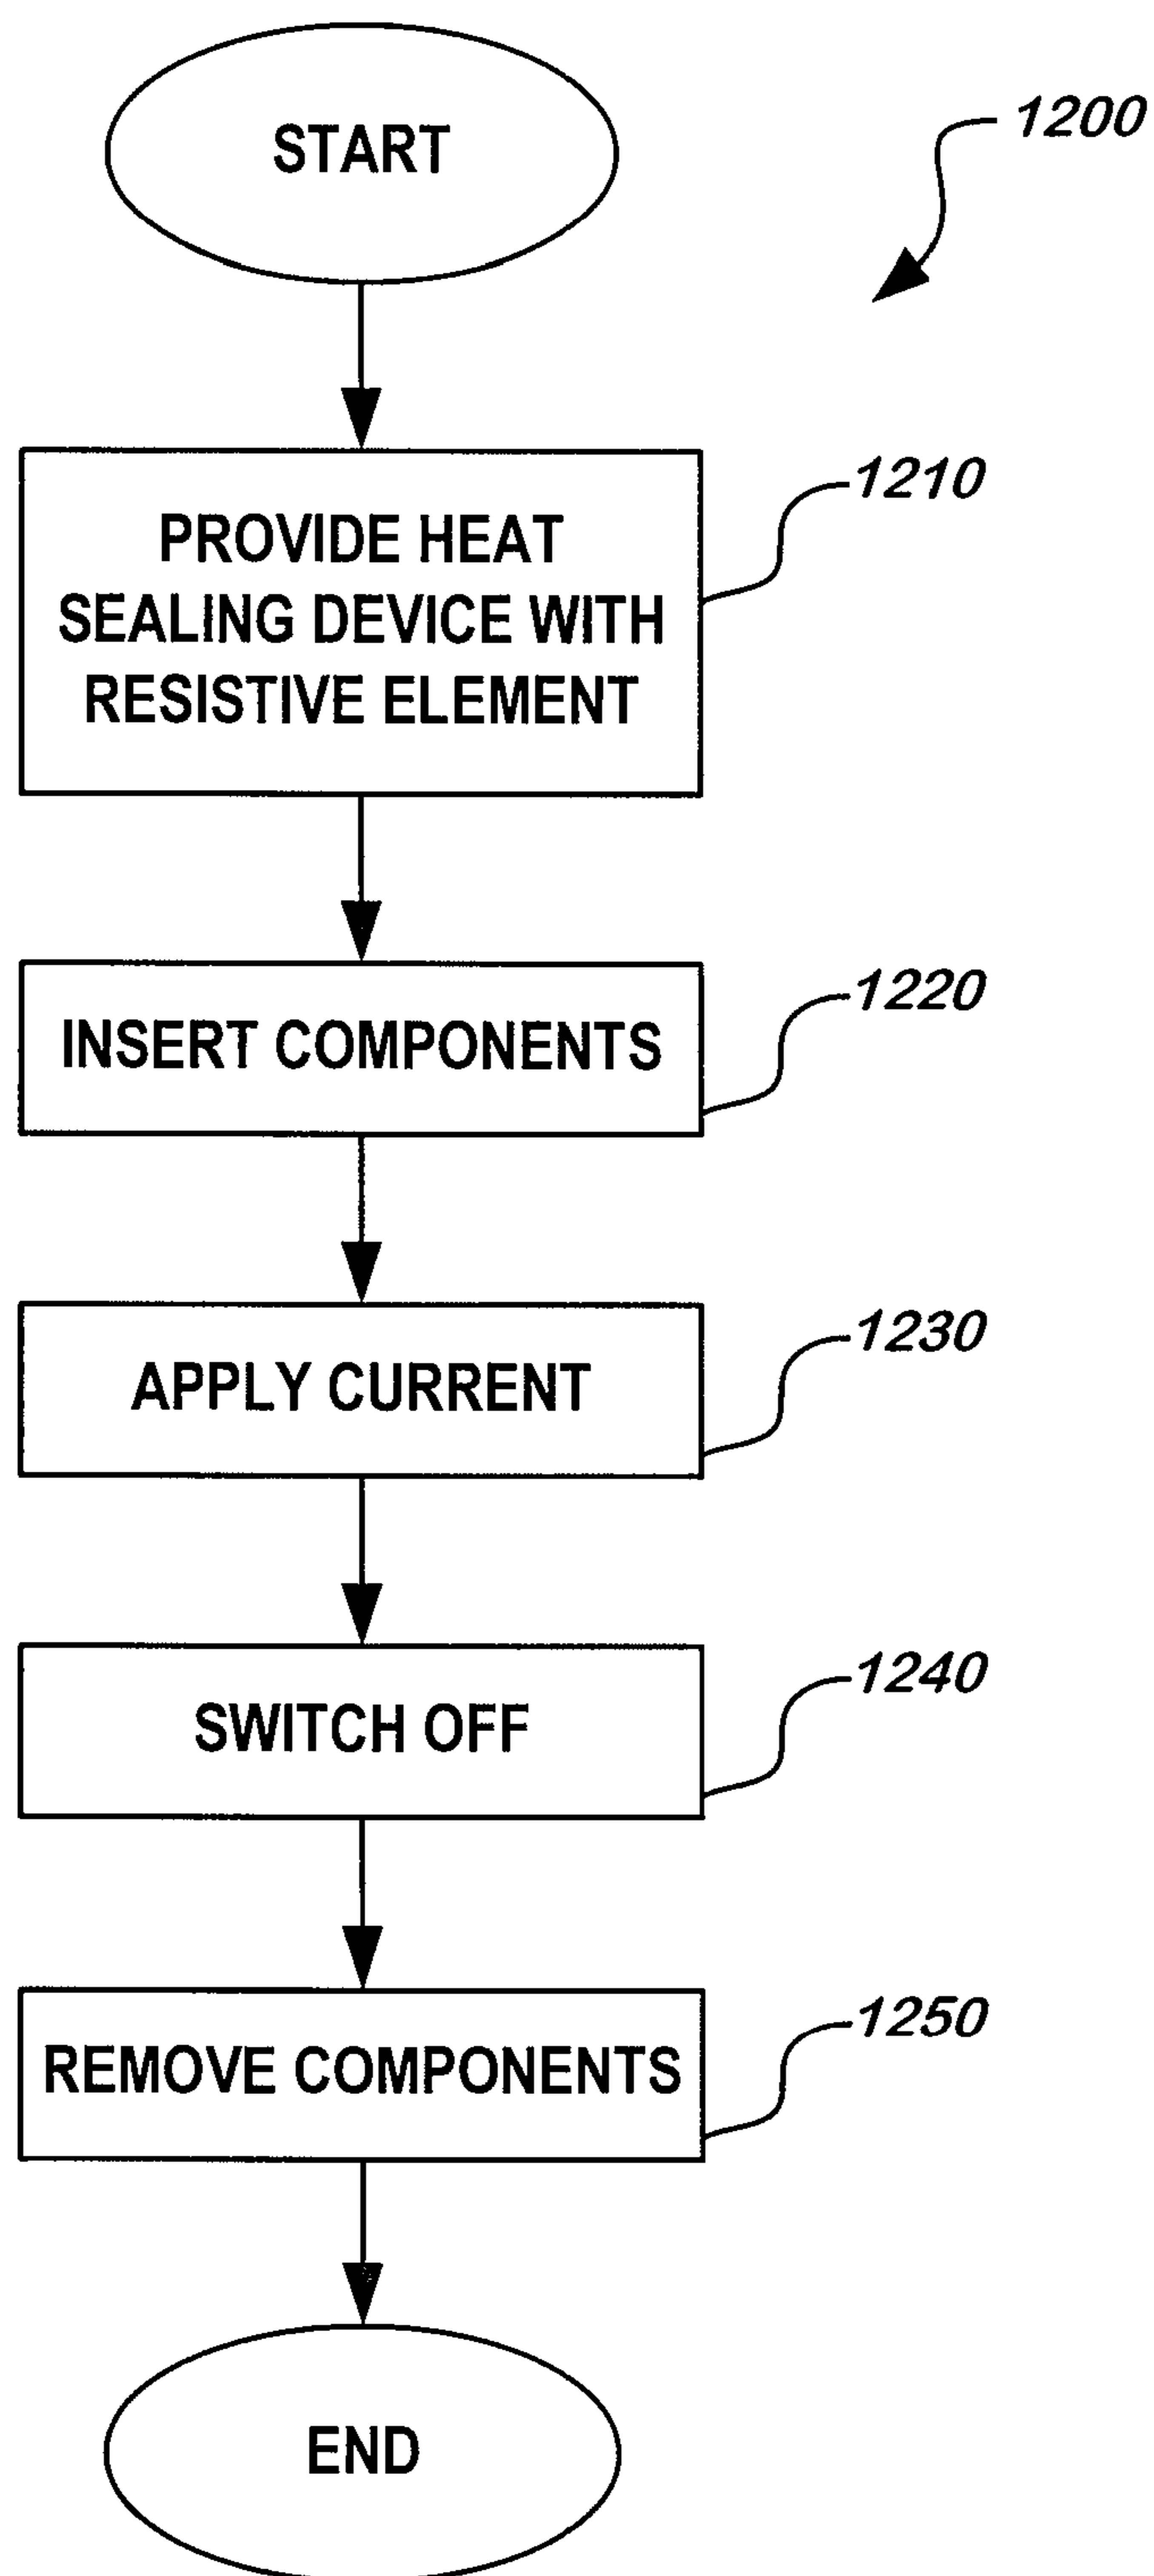 START
1200
PROVIDE HEAT
SEALING DEVICE WITH
RESISTIVE ELEMENT
1210
INSERT COMPONENTS
1220
APPLY CURRENT
1230
SWITCH OFF
1240
REMOVE COMPONENTS
1250
END